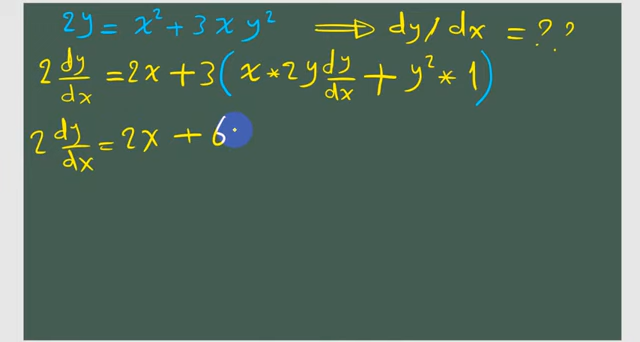 2y = x² + 3xy² ⟹ dy/dx = ??
2 dy/dx = 2x + 3(x * 2y dy/dx + y² * 1)
2 dy/dx = 2x + 6